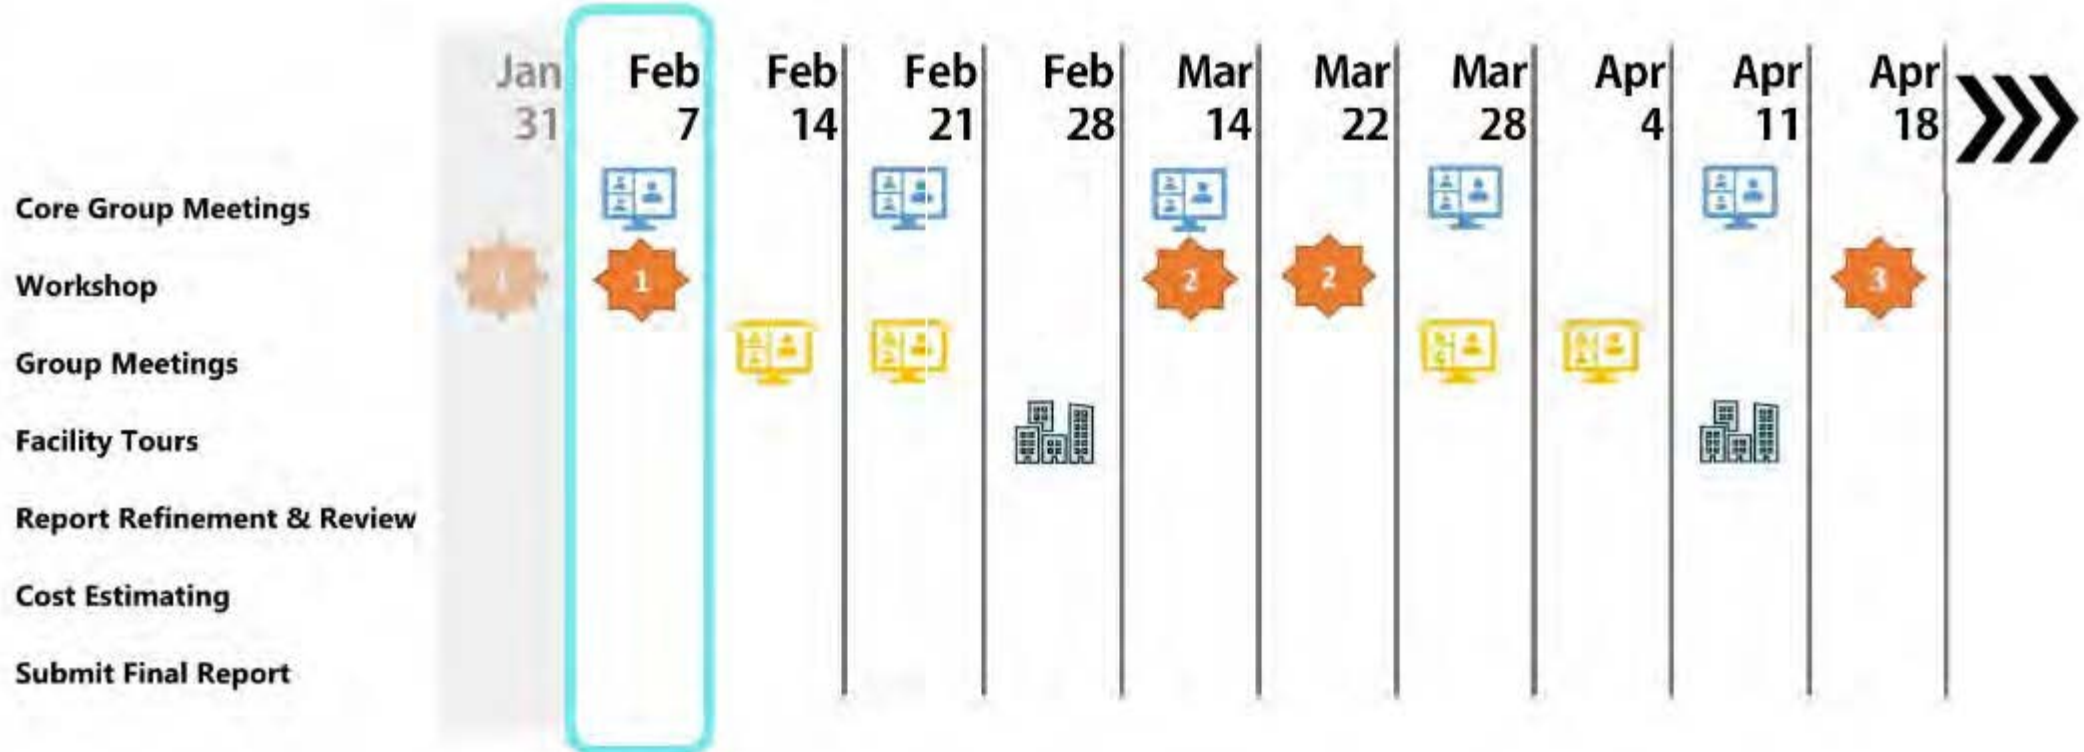 Jan Feb Feb Feb Feb Mar Mar Mar Apr Apr Apr
31 7 14 21 28 14 22 28 4 11 18
Core Group Meetings
Workshop 1 1 2 2 3
Group Meetings
Facility Tours
Report Refinement & Review
Cost Estimating
Submit Final Report